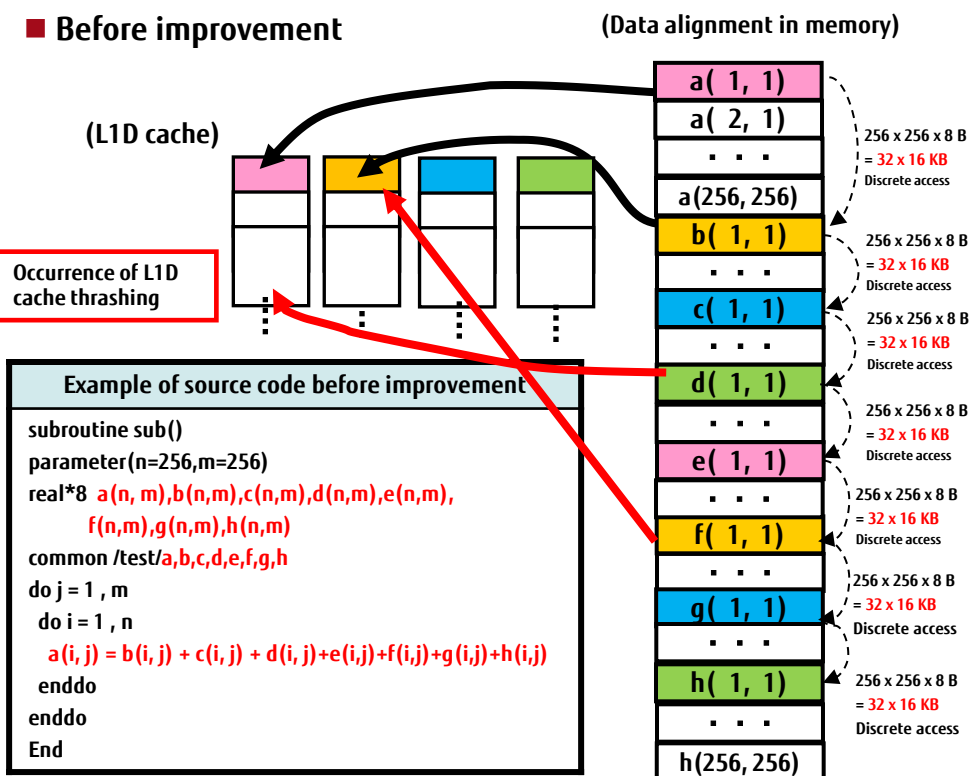 ■ Before improvement
(Data alignment in memory)
(L1D cache)
Occurrence of L1D
cache thrashing
a( 1, 1)
a( 2, 1)
. . .
a(256, 256)
b( 1, 1)
. . .
c( 1, 1)
. . .
d( 1, 1)
. . .
e( 1, 1)
. . .
f( 1, 1)
. . .
g( 1, 1)
. . .
h( 1, 1)
. . .
h(256, 256)
256 x 256 x 8 B
= 32 x 16 KB
Discrete access
256 x 256 x 8 B
= 32 x 16 KB
Discrete access
256 x 256 x 8 B
= 32 x 16 KB
Discrete access
256 x 256 x 8 B
= 32 x 16 KB
Discrete access
256 x 256 x 8 B
= 32 x 16 KB
Discrete access
256 x 256 x 8 B
= 32 x 16 KB
Discrete access
256 x 256 x 8 B
= 32 x 16 KB
Discrete access
Example of source code before improvement
subroutine sub()
parameter(n=256,m=256)
real*8 a(n, m),b(n,m),c(n,m),d(n,m),e(n,m),
f(n,m),g(n,m),h(n,m)
common /test/a,b,c,d,e,f,g,h
do j = 1 , m
do i = 1 , n
a(i, j) = b(i, j) + c(i, j) + d(i, j)+e(i,j)+f(i,j)+g(i,j)+h(i,j)
enddo
enddo
End